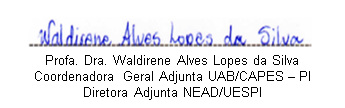 Waldirene Alves Lopes da Silva
Profa. Dra. Waldirene Alves Lopes da Silva
Coordenadora Geral Adjunta UAB/CAPES – PI
Diretora Adjunta NEAD/UESPI